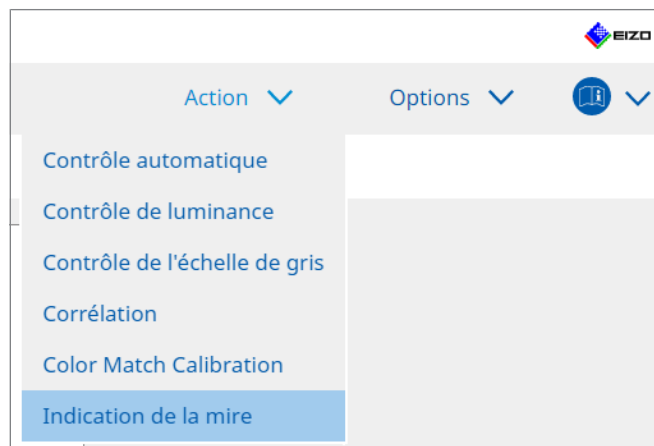 EIZO
Action Options
Contrôle automatique
Contrôle de luminance
Contrôle de l'échelle de gris
Corrélation
Color Match Calibration
Indication de la mire